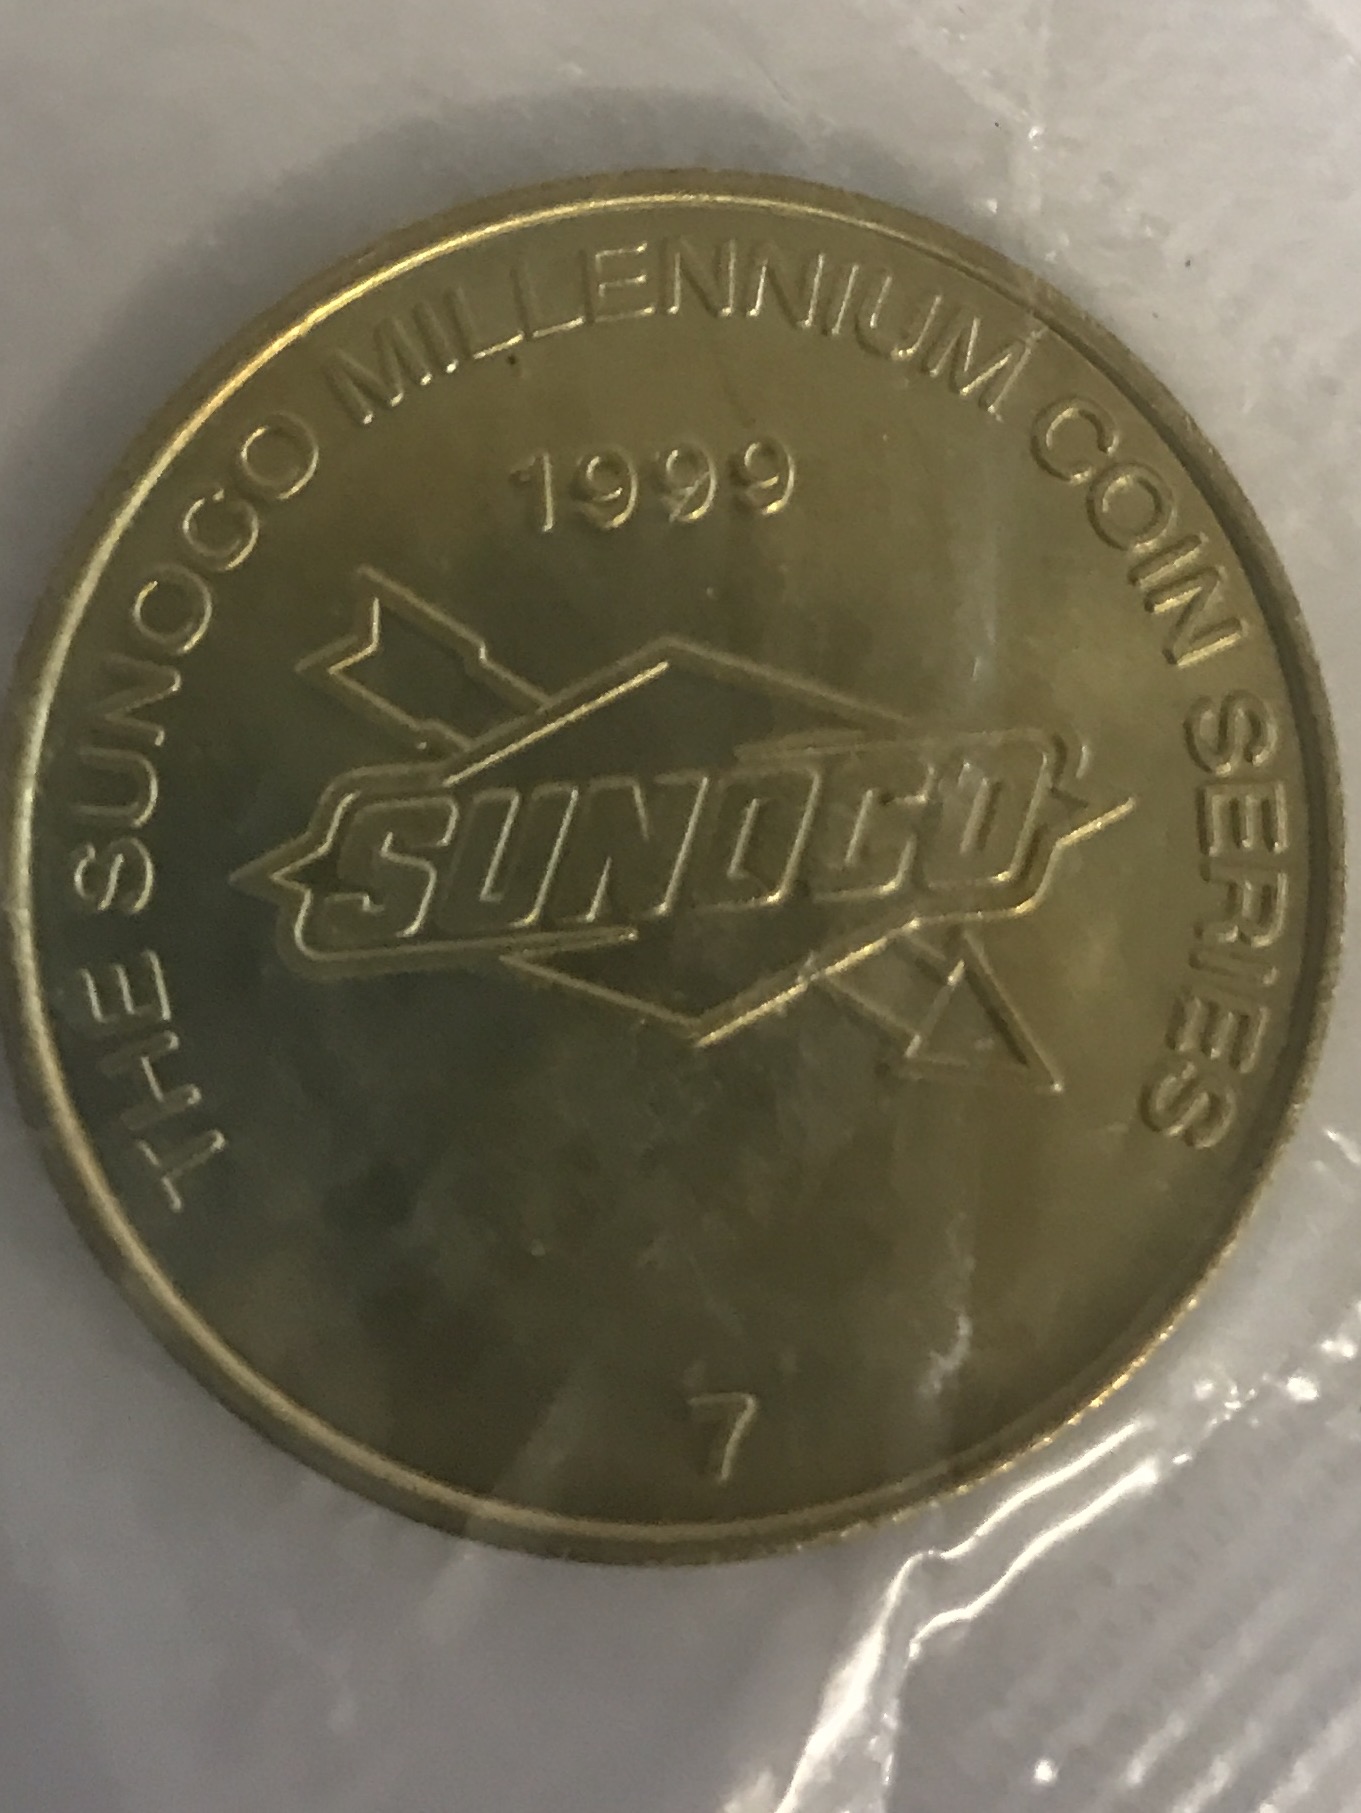 THE SUNOCO MILLENNIUM COIN SERIES
1999
SUNOCO
7